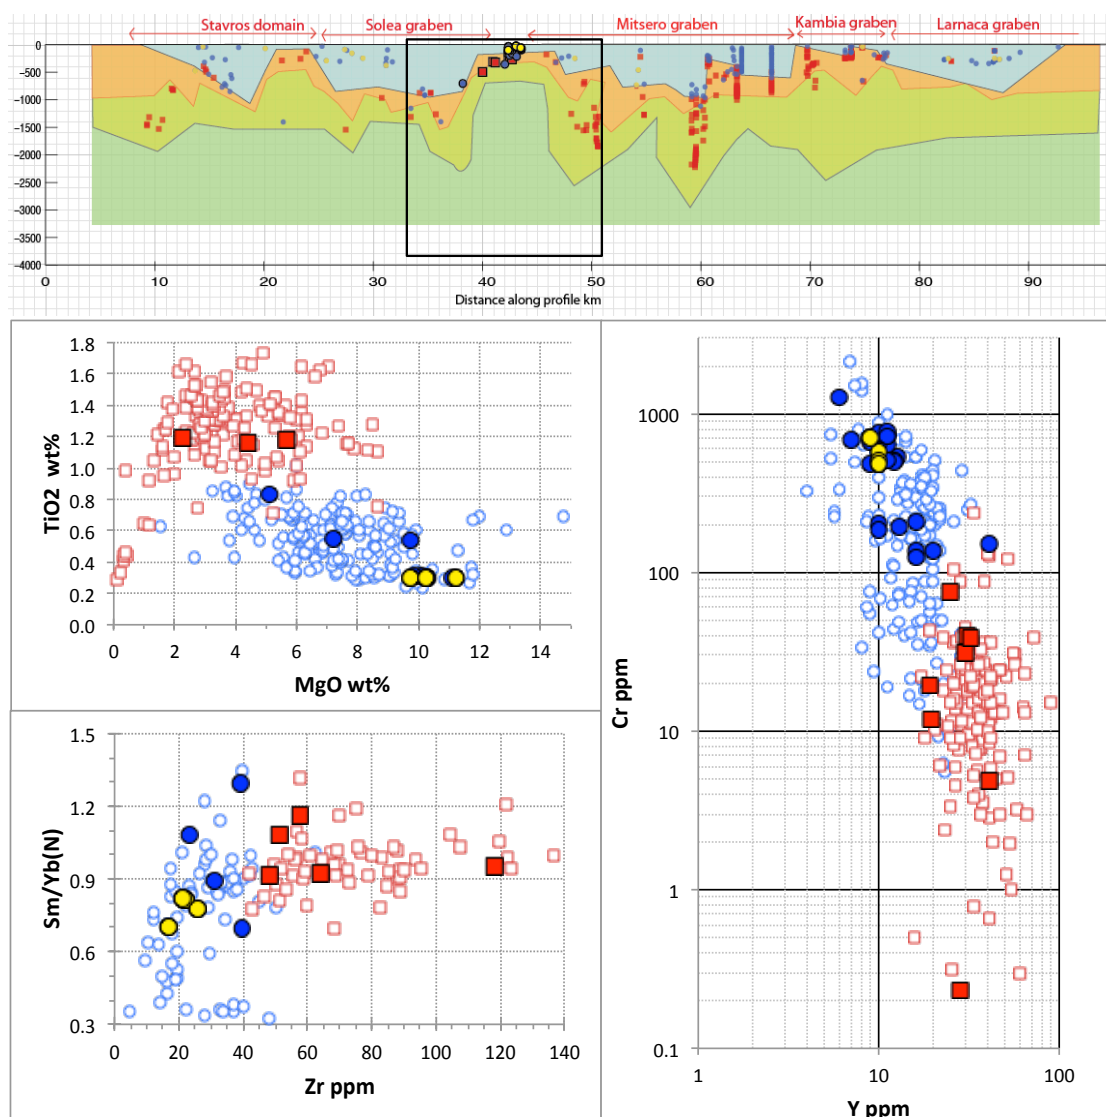 Stavros domain Solea graben Mitsero graben Kambia graben Larnaca graben
0
-500
-1000
-1500
-2000
-2500
-3000
-3500
-4000
0 10 20 30 40 50 60 70 80 90
Distance along profile km
1.8
1.6
1.4
1.2
1.0
0.8
0.6
0.4
0.2
0.0
TiO2 wt%
0 2 4 6 8 10 12 14
MgO wt%
1.5
1.2
0.9
0.6
0.3
Sm/Yb(N)
0 20 40 60 80 100 120 140
Zr ppm
1000
100
10
1
0.1
Cr ppm
1 10 100
Y ppm